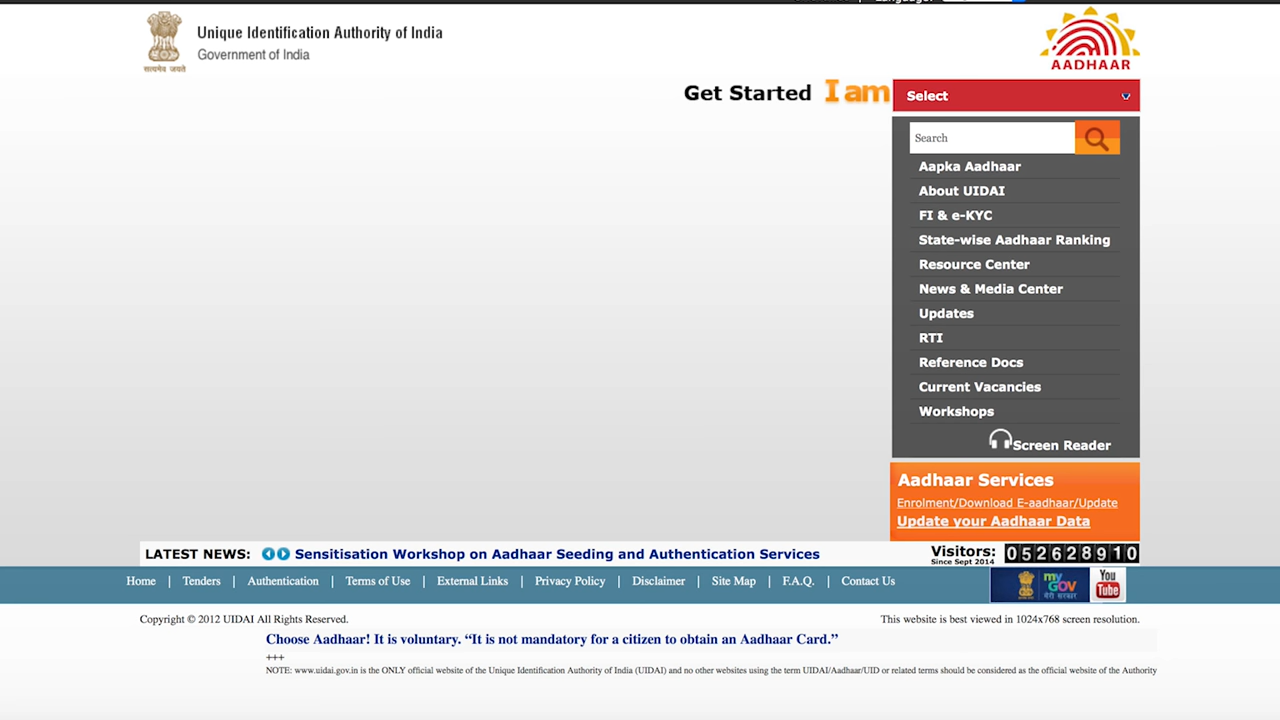 Unique Identification Authority of India
Government of India
सत्यमेव जयते
AADHAAR
Get Started I am
Select
Search
Aapka Aadhaar
About UIDAI
FI & e-KYC
State-wise Aadhaar Ranking
Resource Center
News & Media Center
Updates
RTI
Reference Docs
Current Vacancies
Workshops
Screen Reader
Aadhaar Services
Enrolment/Download E-aadhaar/Update
Update your Aadhaar Data
LATEST NEWS: Sensitisation Workshop on Aadhaar Seeding and Authentication Services
Visitors: 052628910
Since Sept 2014
Home | Tenders | Authentication | Terms of Use | External Links | Privacy Policy | Disclaimer | Site Map | F.A.Q. | Contact Us
my GOV मेरी सरकार
You Tube
Copyright © 2012 UIDAI All Rights Reserved.
This website is best viewed in 1024x768 screen resolution.
Choose Aadhaar! It is voluntary. “It is not mandatory for a citizen to obtain an Aadhaar Card.”
+++
NOTE: www.uidai.gov.in is the ONLY official website of the Unique Identification Authority of India (UIDAI) and no other websites using the term UIDAI/Aadhaar/UID or related terms should be considered as the official website of the Authority